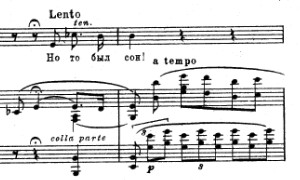 Lento
ten.
Но то был сон!
a tempo
colla parte
3
p
3